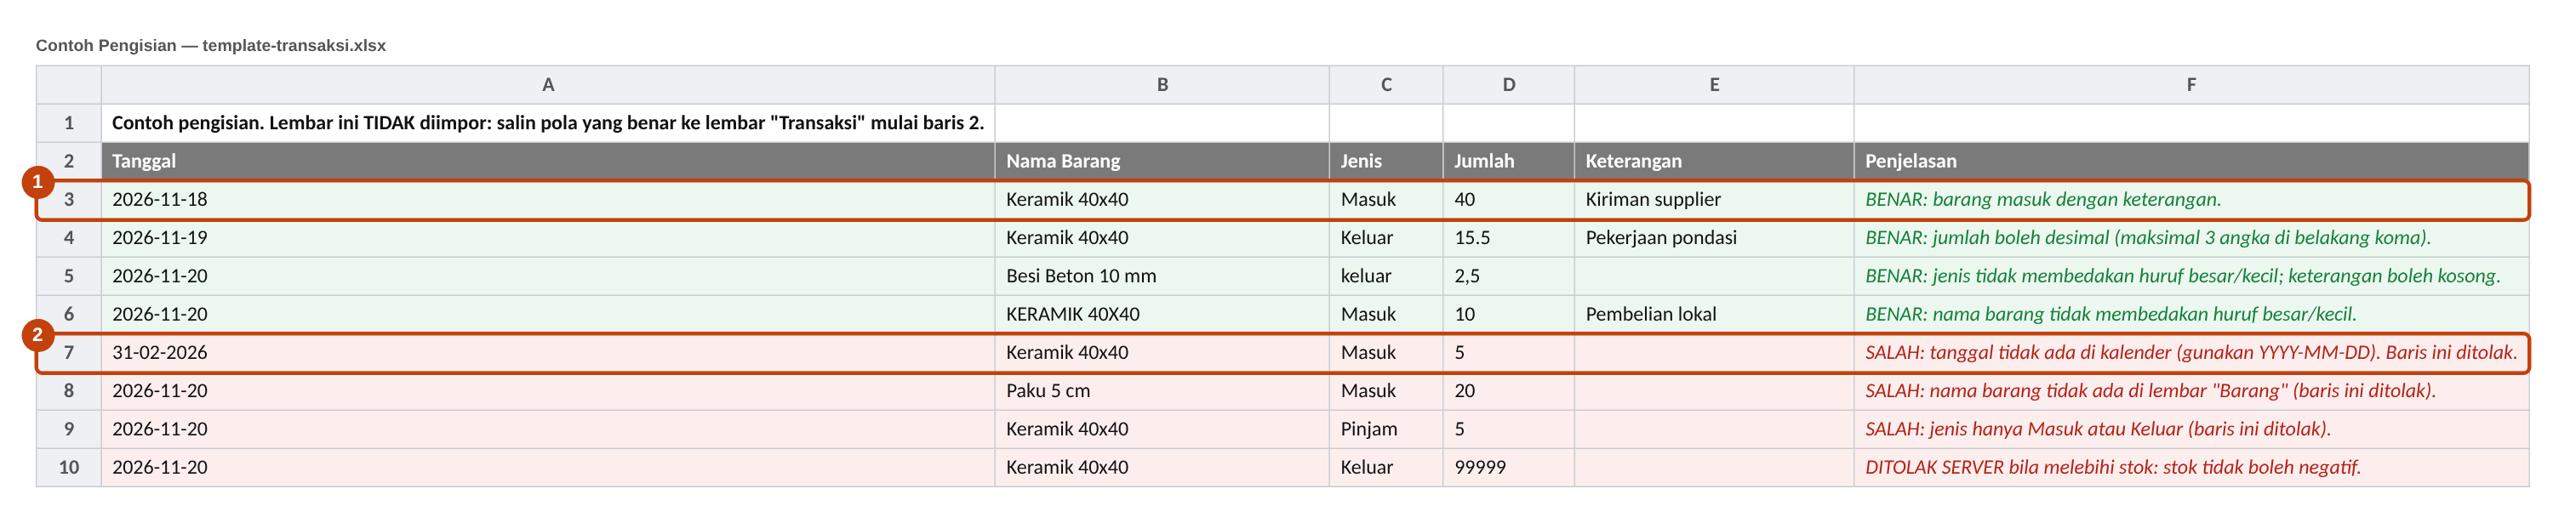 Contoh Pengisian — template-transaksi.xlsx
A B C D E F
1 Contoh pengisian. Lembar ini TIDAK diimpor: salin pola yang benar ke lembar "Transaksi" mulai baris 2.
2 Tanggal Nama Barang Jenis Jumlah Keterangan Penjelasan
1
3 2026-11-18 Keramik 40x40 Masuk 40 Kiriman supplier BENAR: barang masuk dengan keterangan.
4 2026-11-19 Keramik 40x40 Keluar 15.5 Pekerjaan pondasi BENAR: jumlah boleh desimal (maksimal 3 angka di belakang koma).
5 2026-11-20 Besi Beton 10 mm keluar 2,5 BENAR: jenis tidak membedakan huruf besar/kecil; keterangan boleh kosong.
6 2026-11-20 KERAMIK 40X40 Masuk 10 Pembelian lokal BENAR: nama barang tidak membedakan huruf besar/kecil.
2
7 31-02-2026 Keramik 40x40 Masuk 5 SALAH: tanggal tidak ada di kalender (gunakan YYYY-MM-DD). Baris ini ditolak.
8 2026-11-20 Paku 5 cm Masuk 20 SALAH: nama barang tidak ada di lembar "Barang" (baris ini ditolak).
9 2026-11-20 Keramik 40x40 Pinjam 5 SALAH: jenis hanya Masuk atau Keluar (baris ini ditolak).
10 2026-11-20 Keramik 40x40 Keluar 99999 DITOLAK SERVER bila melebihi stok: stok tidak boleh negatif.